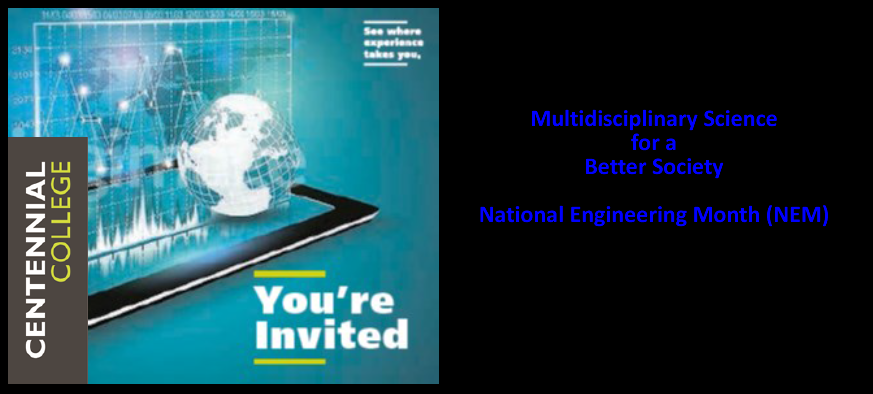 See where
experience
takes you,
CENTENNIAL
COLLEGE
You're
Invited
Multidisciplinary Science
for a
Better Society
National Engineering Month (NEM)